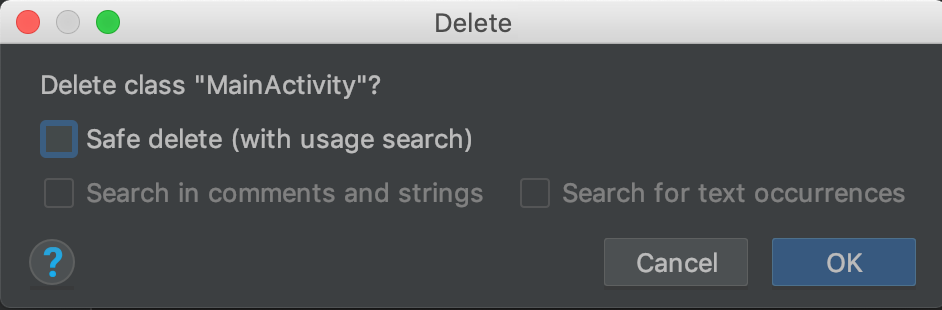 Delete
Delete class "MainActivity"?
Safe delete (with usage search)
Search in comments and strings Search for text occurrences
? Cancel OK